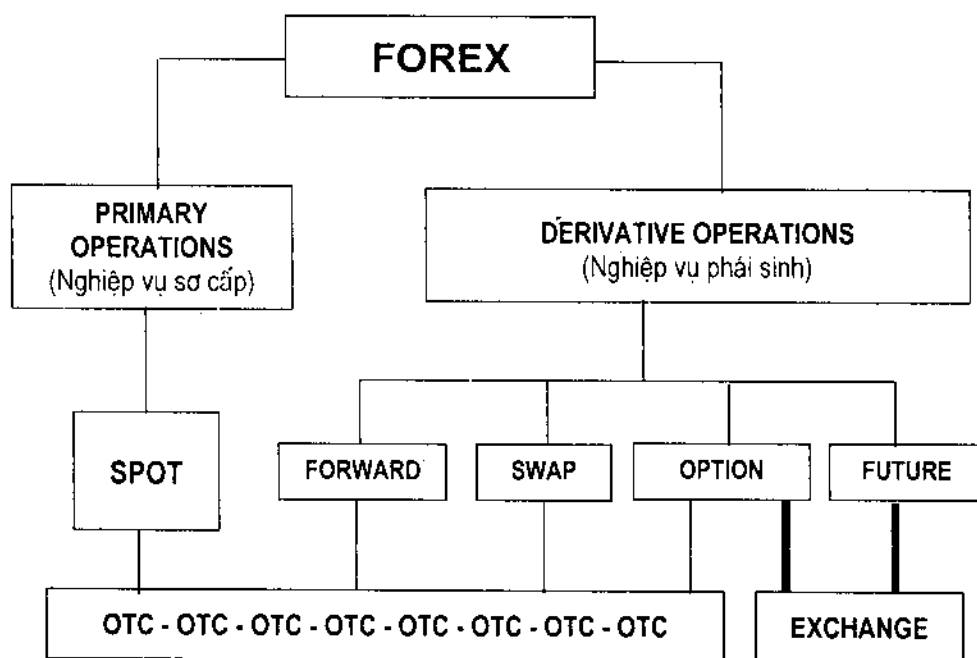 FOREX
PRIMARY
OPERATIONS
(Nghiệp vụ sơ cấp)
DERIVATIVE OPERATIONS
(Nghiệp vụ phái sinh)
SPOT
FORWARD
SWAP
OPTION
FUTURE
OTC - OTC - OTC - OTC - OTC - OTC - OTC - OTC
EXCHANGE